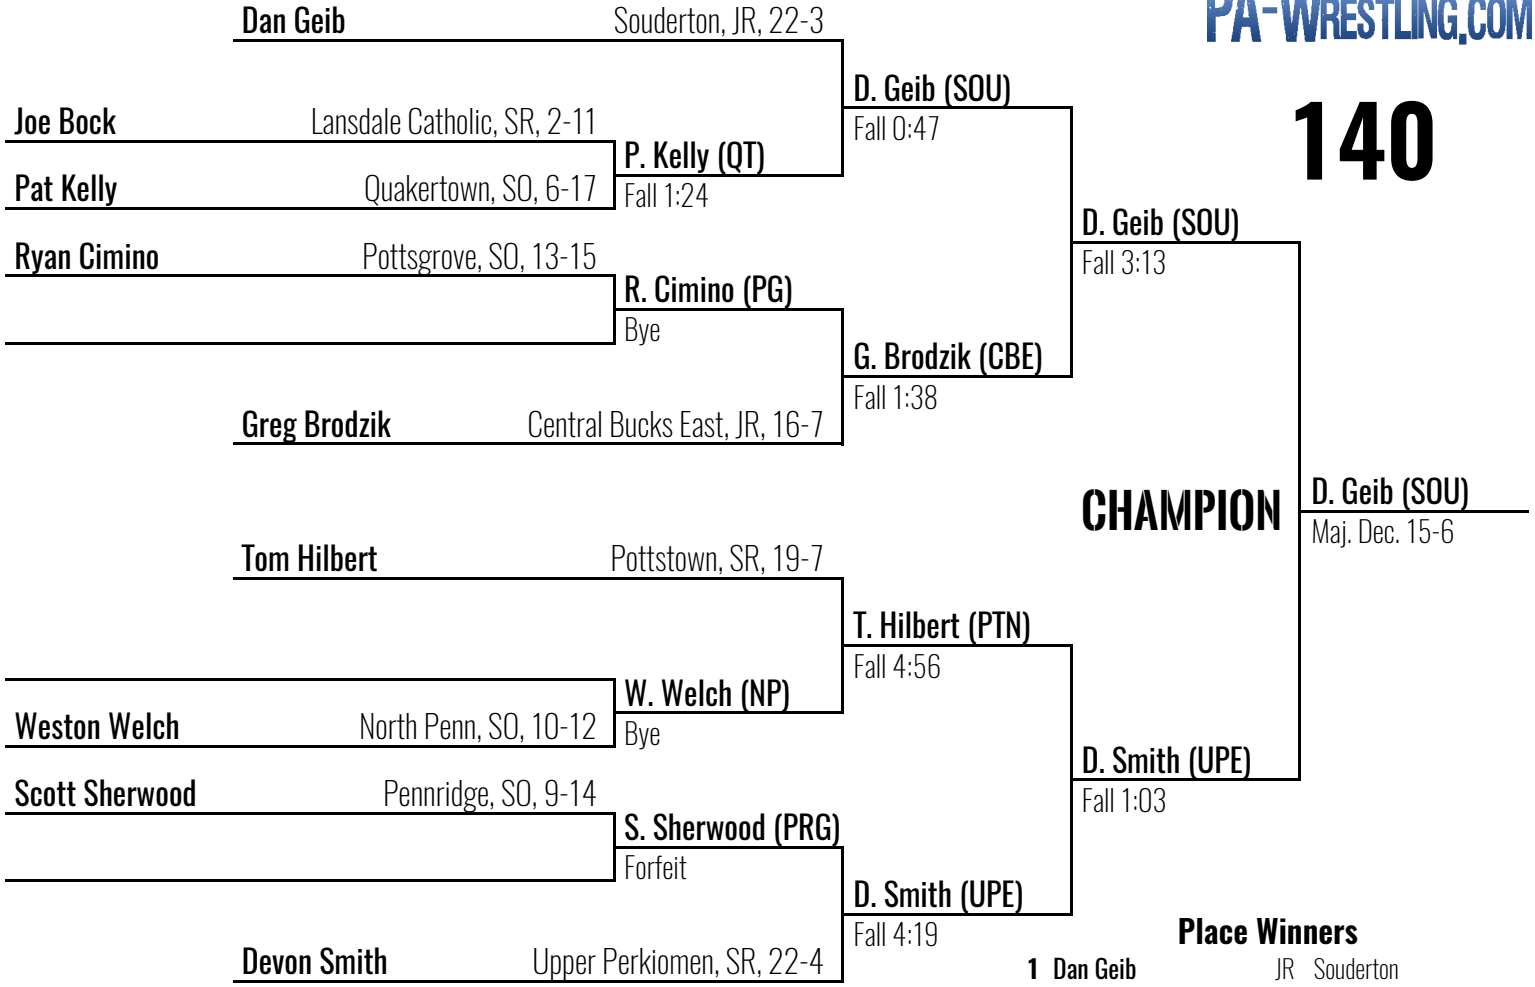 PA-WRESTLING.COM
Dan Geib Souderton, JR, 22-3
D. Geib (SOU)
Fall 0:47
140
Joe Bock Lansdale Catholic, SR, 2-11
P. Kelly (QT)
Fall 1:24
Pat Kelly Quakertown, SO, 6-17
D. Geib (SOU)
Fall 3:13
Ryan Cimino Pottsgrove, SO, 13-15
R. Cimino (PG)
Bye
G. Brodzik (CBE)
Fall 1:38
Greg Brodzik Central Bucks East, JR, 16-7
CHAMPION
D. Geib (SOU)
Maj. Dec. 15-6
Tom Hilbert Pottstown, SR, 19-7
T. Hilbert (PTN)
Fall 4:56
W. Welch (NP)
Bye
Weston Welch North Penn, SO, 10-12
D. Smith (UPE)
Fall 1:03
Scott Sherwood Pennridge, SO, 9-14
S. Sherwood (PRG)
Forfeit
D. Smith (UPE)
Fall 4:19
Devon Smith Upper Perkiomen, SR, 22-4
Place Winners
1 Dan Geib JR Souderton